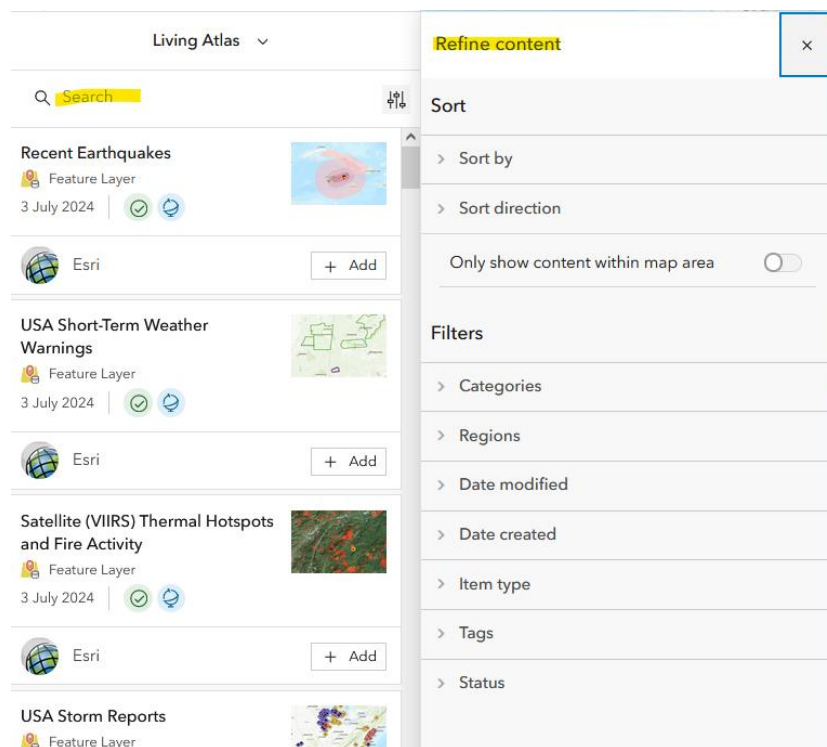 Living Atlas
Search
Recent Earthquakes
Feature Layer
3 July 2024
Esri
+ Add
USA Short-Term Weather
Warnings
Feature Layer
3 July 2024
Esri
+ Add
Satellite (VIIRS) Thermal Hotspots
and Fire Activity
Feature Layer
3 July 2024
Esri
+ Add
USA Storm Reports
Feature Layer
Refine content
Sort
Sort by
Sort direction
Only show content within map area
Filters
Categories
Regions
Date modified
Date created
Item type
Tags
Status